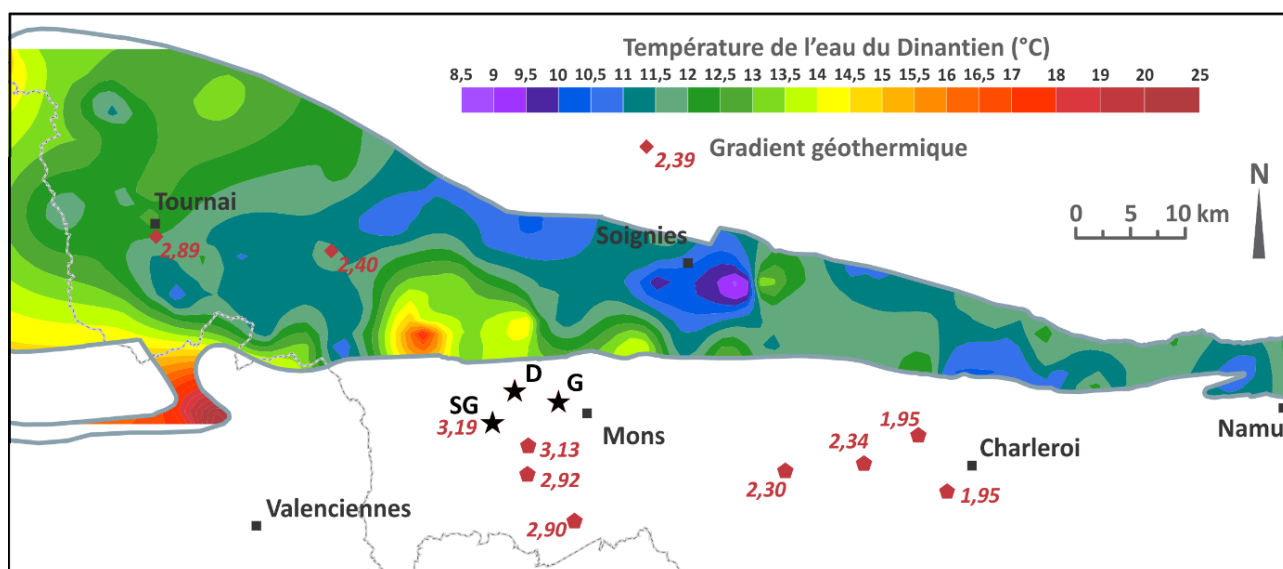 Température de l'eau du Dinantien (°C)
8,5 9 9,5 10 10,5 11 11,5 12 12,5 13 13,5 14 14,5 15 15,5 16 16,5 17 18 19 20 25
2,39 Gradient géothermique
N
0 5 10 km
Tournai
2,89
2,40
Soignies
D
G
SG
3,19
Mons
3,13
2,92
2,90
Valenciennes
1,95
2,34
2,30
Charleroi
1,95
Namu